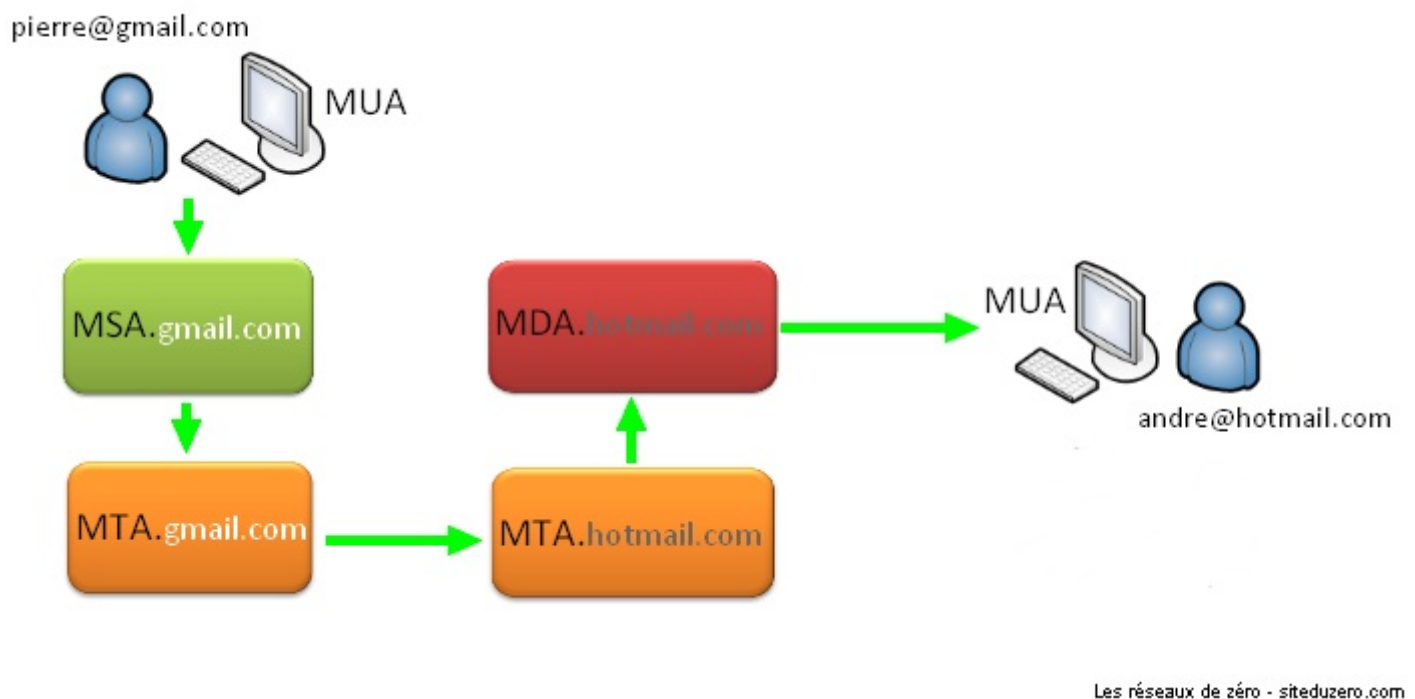 pierre@gmail.com
MUA
MSA.gmail.com
MTA.gmail.com
MTA.hotmail.com
MDA.hotmail.com
MUA
andre@hotmail.com
Les réseaux de zéro - siteduzero.com